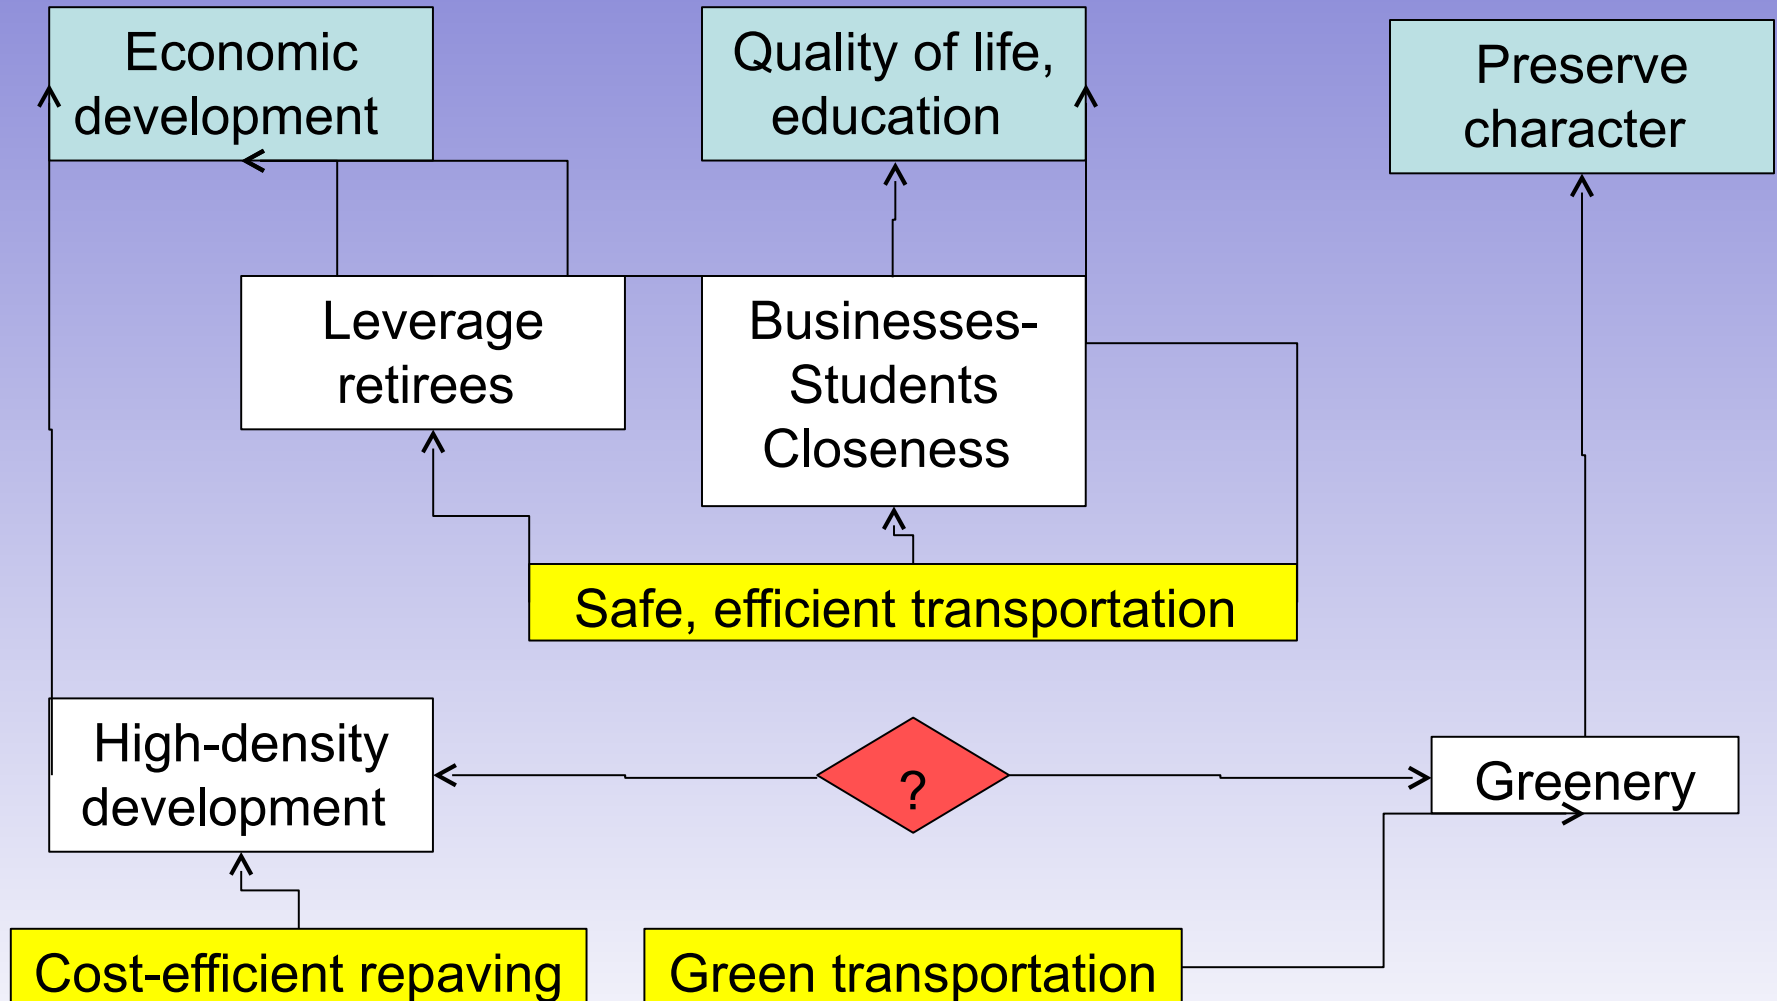 Economic
development
Quality of life,
education
Preserve
character
Leverage
retirees
Businesses-
Students
Closeness
Safe, efficient transportation
High-density
development
?
Greenery
Cost-efficient repaving
Green transportation